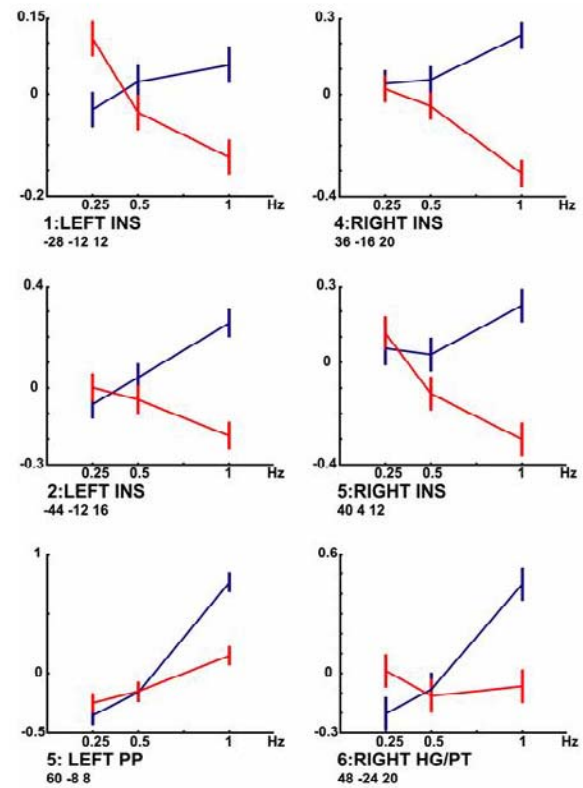 0.15
0
-0.2
0.25 0.5 1 Hz
1:LEFT INS
-28 -12 12
0.3
0
-0.4
0.25 0.5 1 Hz
4:RIGHT INS
36 -16 20
0.4
0
-0.3
0.25 0.5 1 Hz
2:LEFT INS
-44 -12 16
0.3
0
-0.4
0.25 0.5 1 Hz
5:RIGHT INS
40 4 12
1
0
-0.5
0.25 0.5 1 Hz
5: LEFT PP
60 -8 8
0.6
0
-0.3
0.25 0.5 1 Hz
6:RIGHT HG/PT
48 -24 20